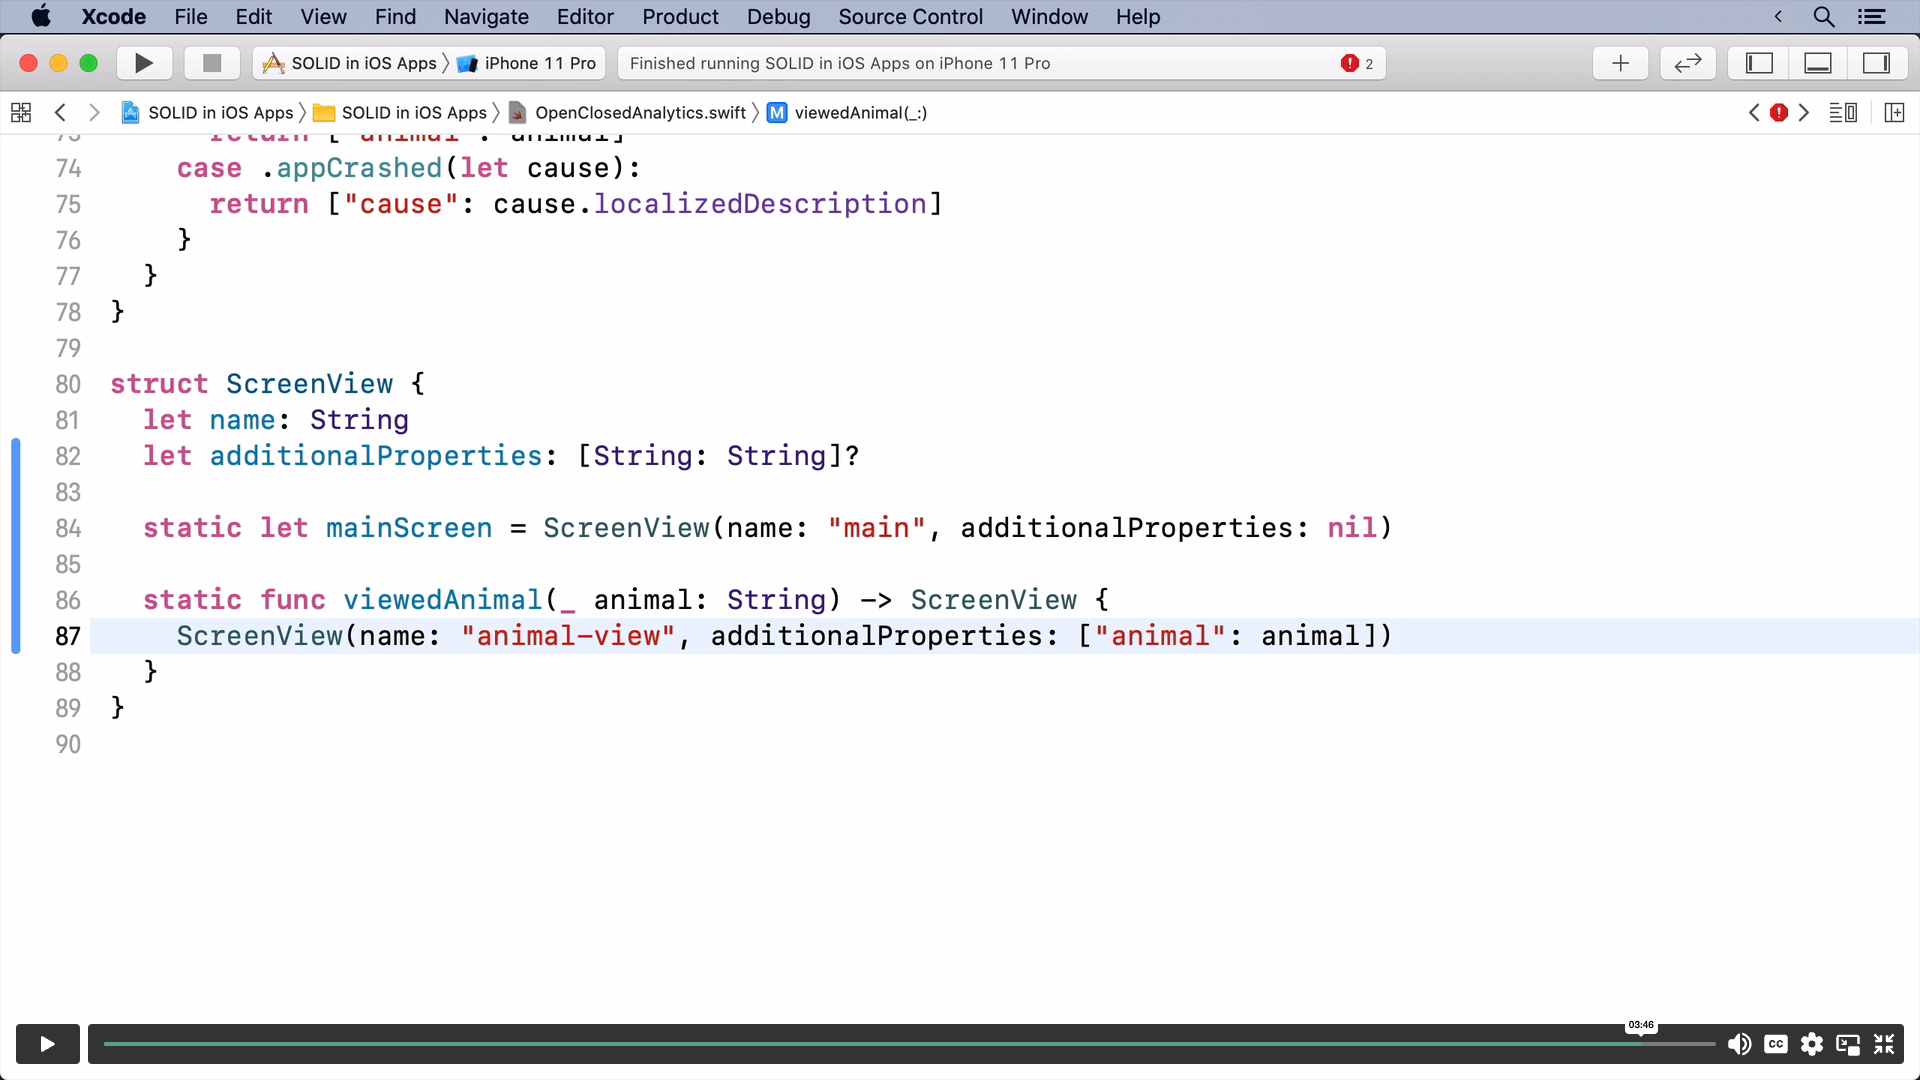 Xcode File Edit View Find Navigate Editor Product Debug Source Control Window Help
SOLID in iOS Apps iPhone 11 Pro Finished running SOLID in iOS Apps on iPhone 11 Pro 2
SOLID in iOS Apps SOLID in iOS Apps OpenClosedAnalytics.swift M viewedAnimal(_:)
73 return ["animal": animal]
74 case .appCrashed(let cause):
75 return ["cause": cause.localizedDescription]
76 }
77 }
78 }
79
80 struct ScreenView {
81 let name: String
82 let additionalProperties: [String: String]?
83
84 static let mainScreen = ScreenView(name: "main", additionalProperties: nil)
85
86 static func viewedAnimal(_ animal: String) -> ScreenView {
87 ScreenView(name: "animal-view", additionalProperties: ["animal": animal])
88 }
89 }
90
03:46
CC